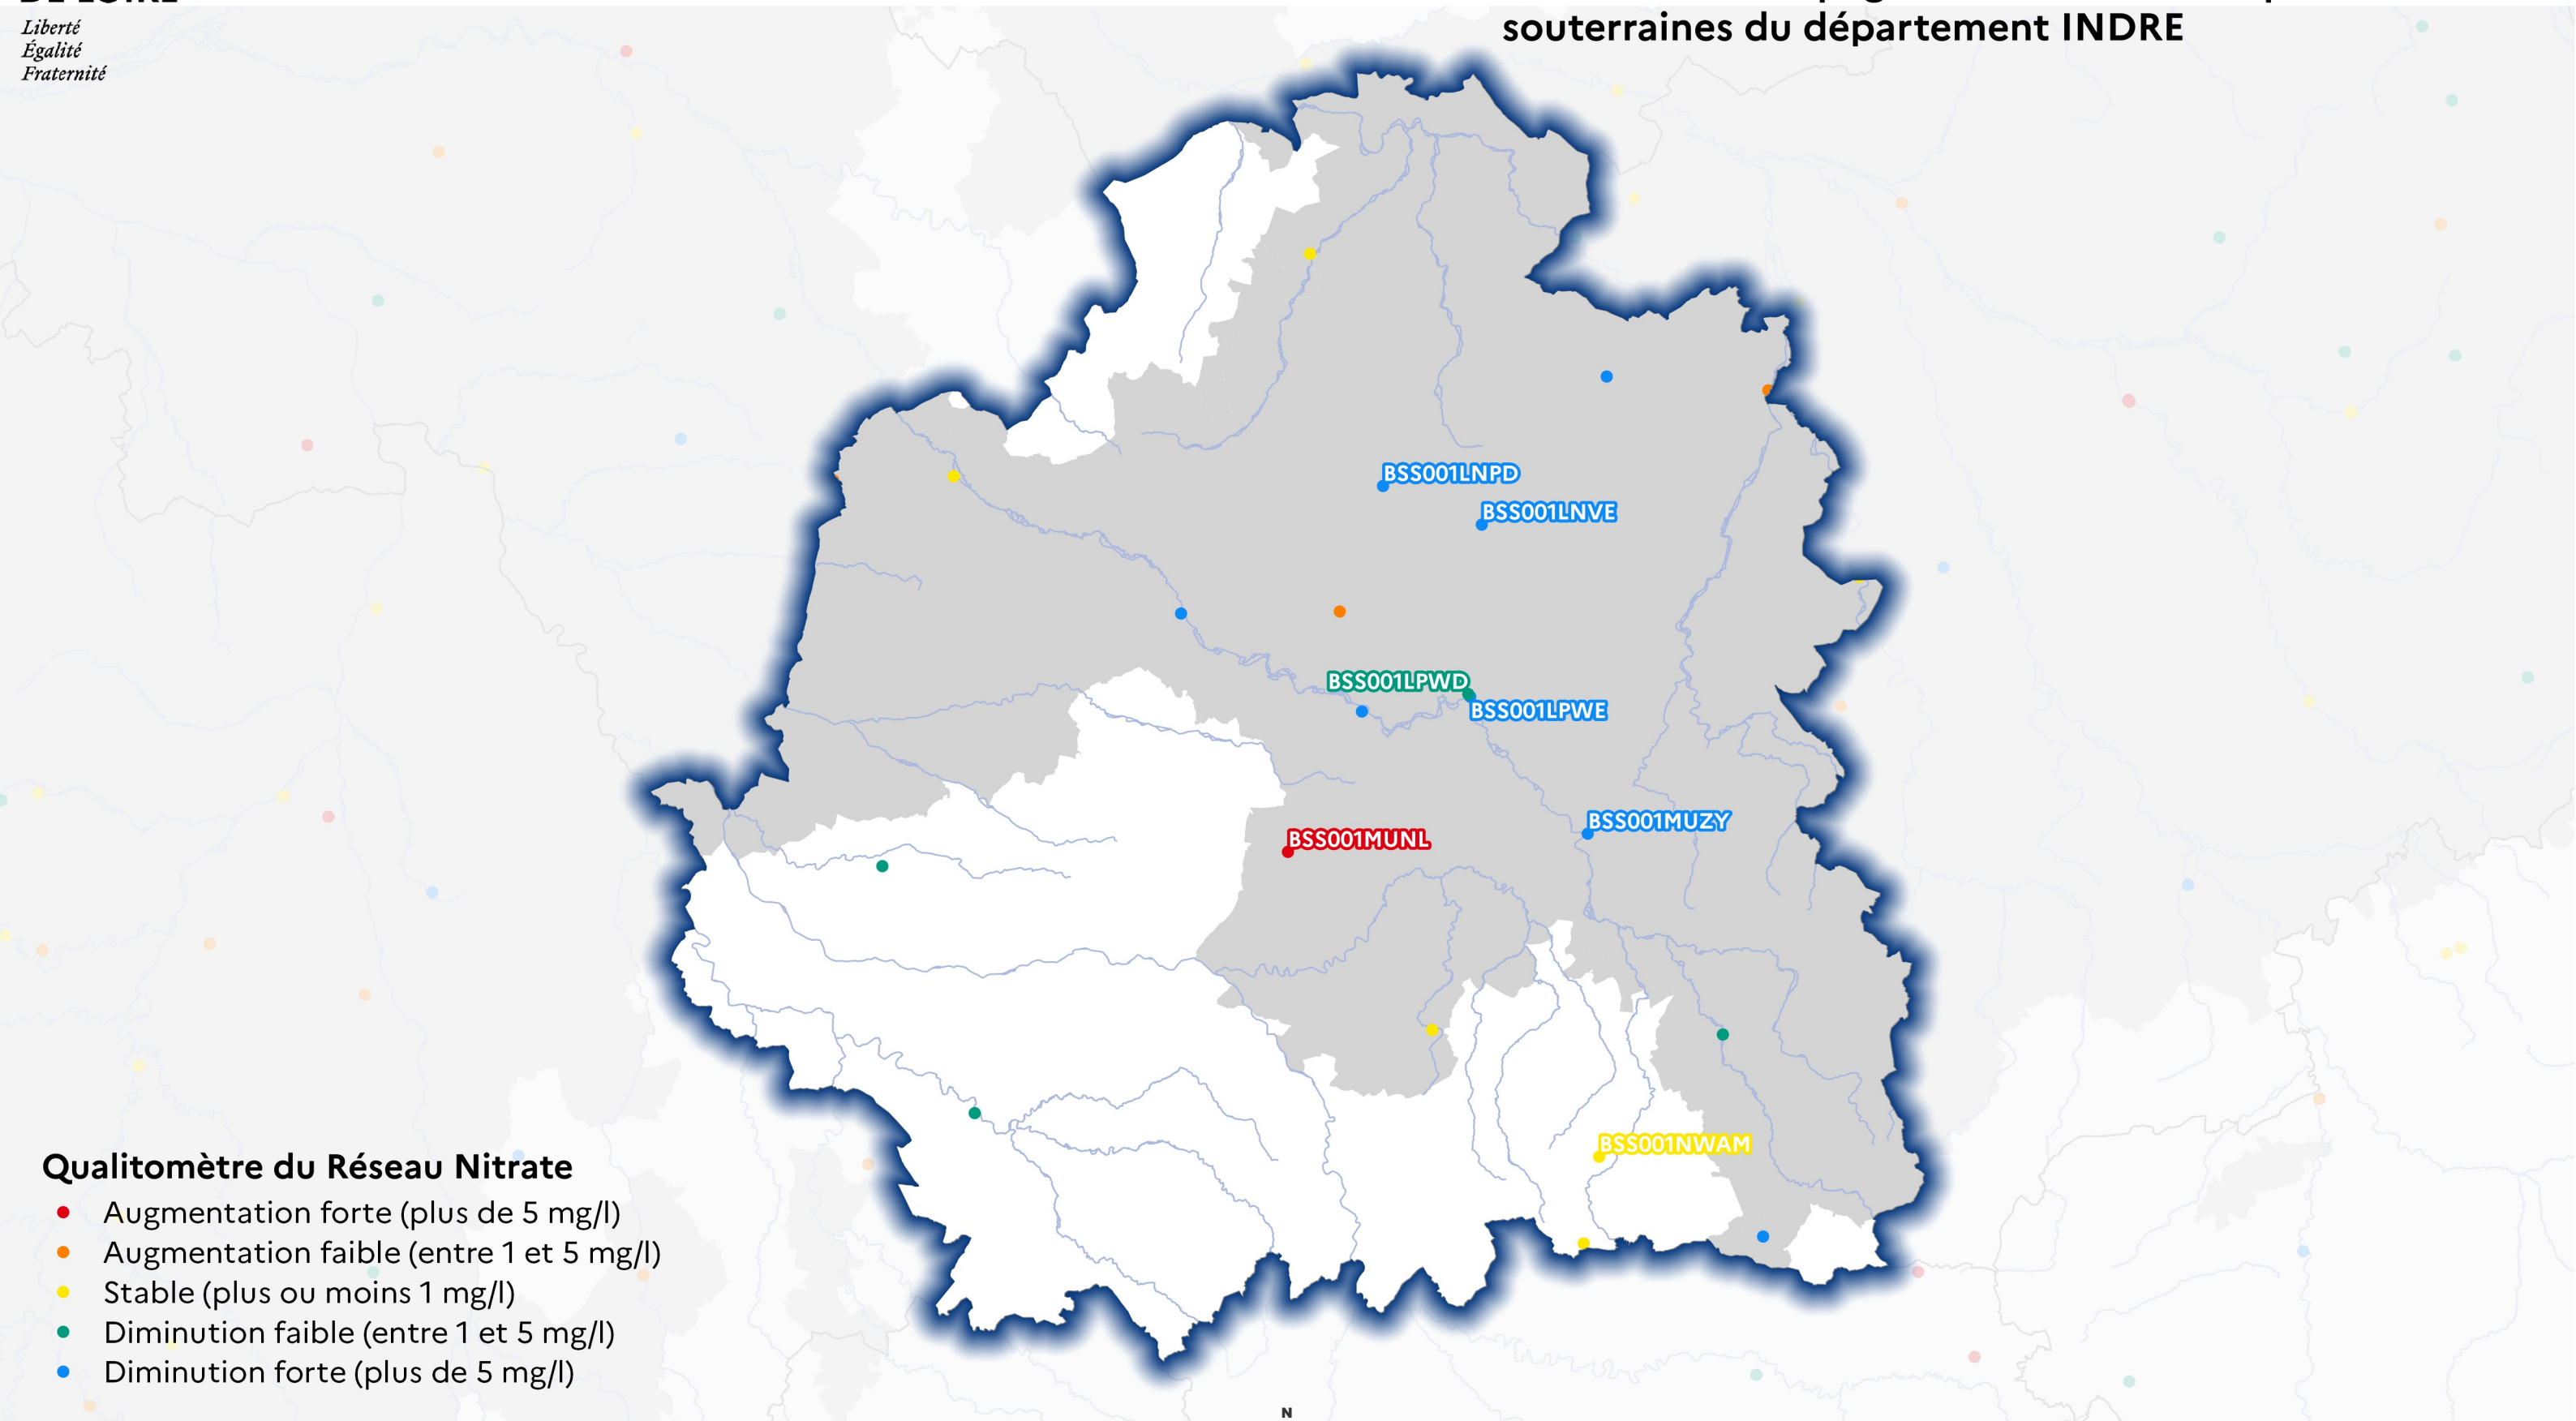 DE LOIRE
Liberté
Égalité
Fraternité
souterraines du département INDRE
BSS001LNPD
BSS001LNVE
BSS001LPWD
BSS001LPWE
BSS001MUZY
BSS001MUNL
BSS001NWAM
Qualitomètre du Réseau Nitrate
Augmentation forte (plus de 5 mg/l)
Augmentation faible (entre 1 et 5 mg/l)
Stable (plus ou moins 1 mg/l)
Diminution faible (entre 1 et 5 mg/l)
Diminution forte (plus de 5 mg/l)
N